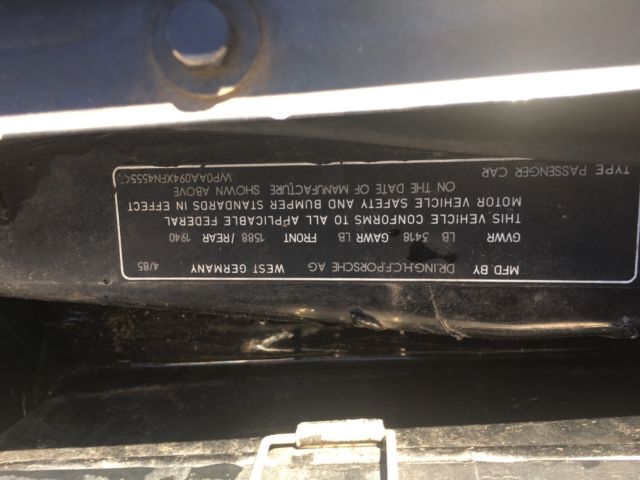 MFD. BY DR.ING.H.C.F.PORSCHE AG WEST GERMANY 4/85
GVWR LB 3418 GAWR LB FRONT 1588 / REAR 1940
THIS VEHICLE CONFORMS TO ALL APPLICABLE FEDERAL
MOTOR VEHICLE SAFETY AND BUMPER STANDARDS IN EFFECT
ON THE DATE OF MANUFACTURE SHOWN ABOVE
TYPE PASSENGER CAR